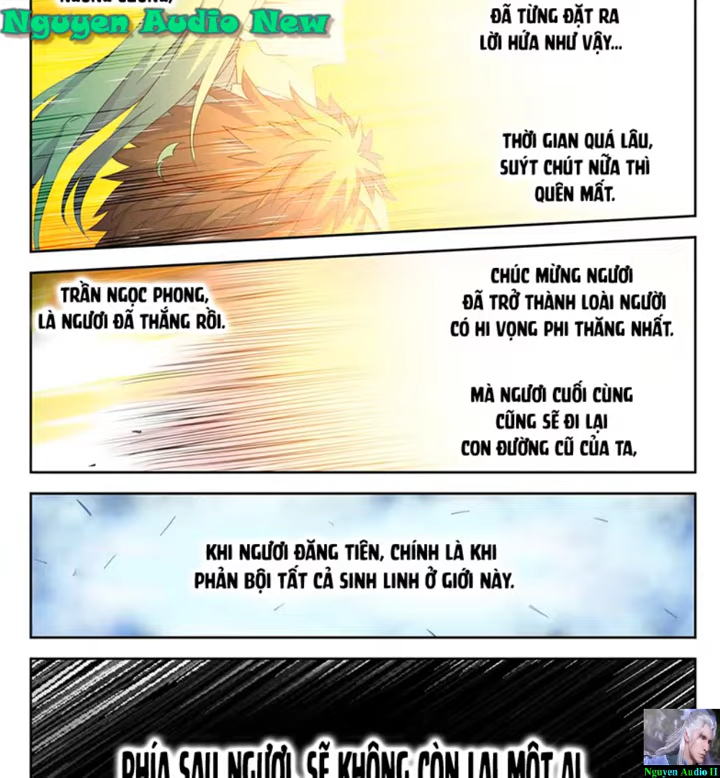 Nguyen Audio New
ĐÃ TỪNG ĐẶT RA
LỜI HỨA NHƯ VẬY...
THỜI GIAN QUÁ LÂU,
SUÝT CHÚT NỮA THÌ
QUÊN MẤT.
TRẦN NGỌC PHONG,
LÀ NGƯƠI ĐÃ THẮNG RỒI.
CHÚC MỪNG NGƯƠI
ĐÃ TRỞ THÀNH LOÀI NGƯỜI
CÓ HI VỌNG PHI THĂNG NHẤT.
MÀ NGƯƠI CUỐI CÙNG
CŨNG SẼ ĐI LẠI
CON ĐƯỜNG CŨ CỦA TA,
KHI NGƯƠI ĐĂNG TIÊN, CHÍNH LÀ KHI
PHẢN BỘI TẤT CẢ SINH LINH Ở GIỚI NÀY.
PHÍA SAU NGƯƠI, SẼ KHÔNG CÒN LẠI MỘT AI
Nguyen Audio II